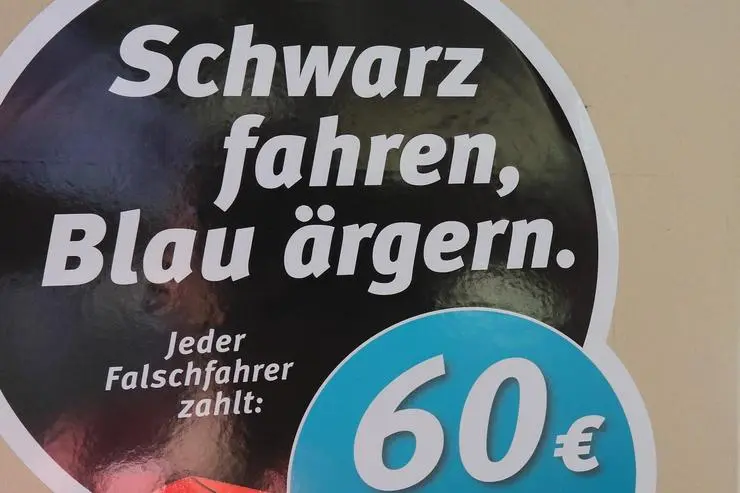 Schwarz
fahren,
Blau ärgern.
Jeder
Falschfahrer
zahlt:
60 €